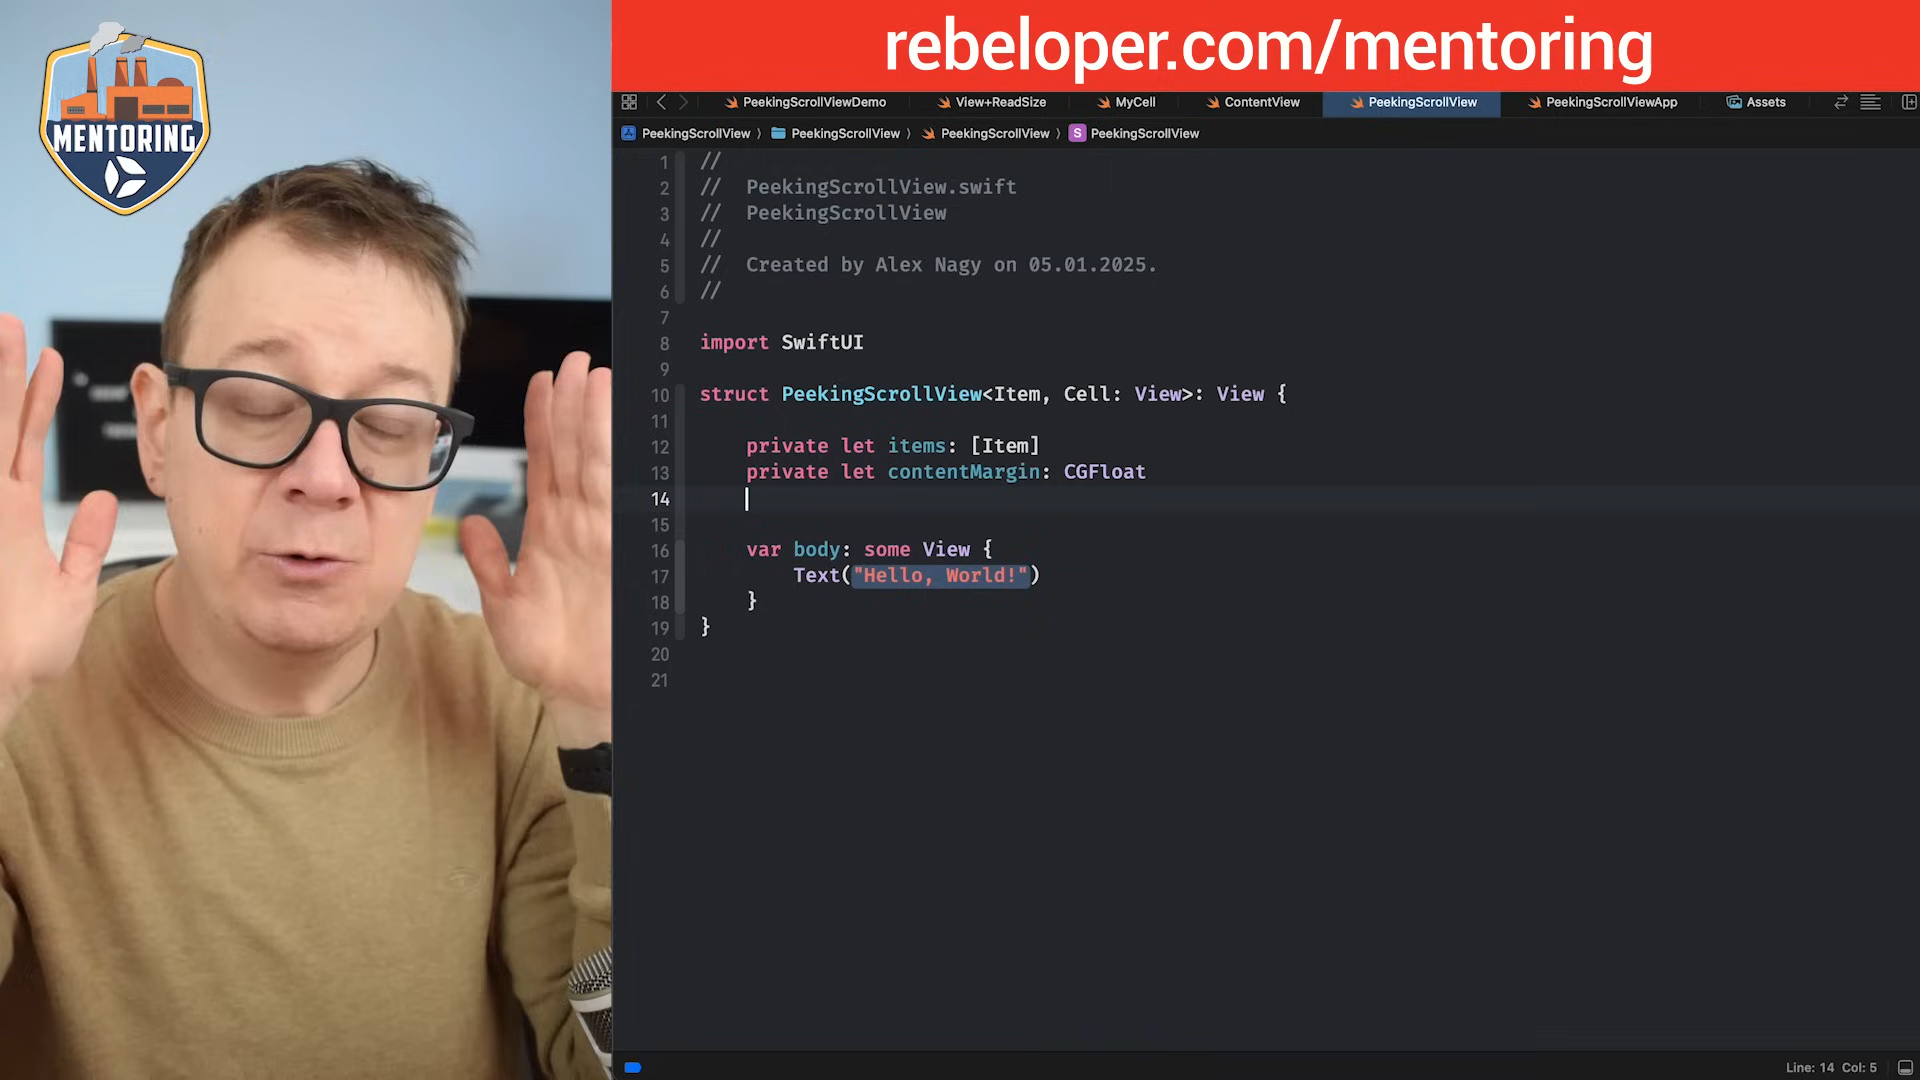 MENTORING
rebeloper.com/mentoring
PeekingScrollViewDemo View+ReadSize MyCell ContentView PeekingScrollView PeekingScrollViewApp Assets
PeekingScrollView PeekingScrollView PeekingScrollView S PeekingScrollView
1 //
2 // PeekingScrollView.swift
3 // PeekingScrollView
4 //
5 // Created by Alex Nagy on 05.01.2025.
6 //
7
8 import SwiftUI
9
10 struct PeekingScrollView<Item, Cell: View>: View {
11
12 private let items: [Item]
13 private let contentMargin: CGFloat
14
15
16 var body: some View {
17 Text("Hello, World!")
18 }
19 }
20
21
Line: 14 Col: 5